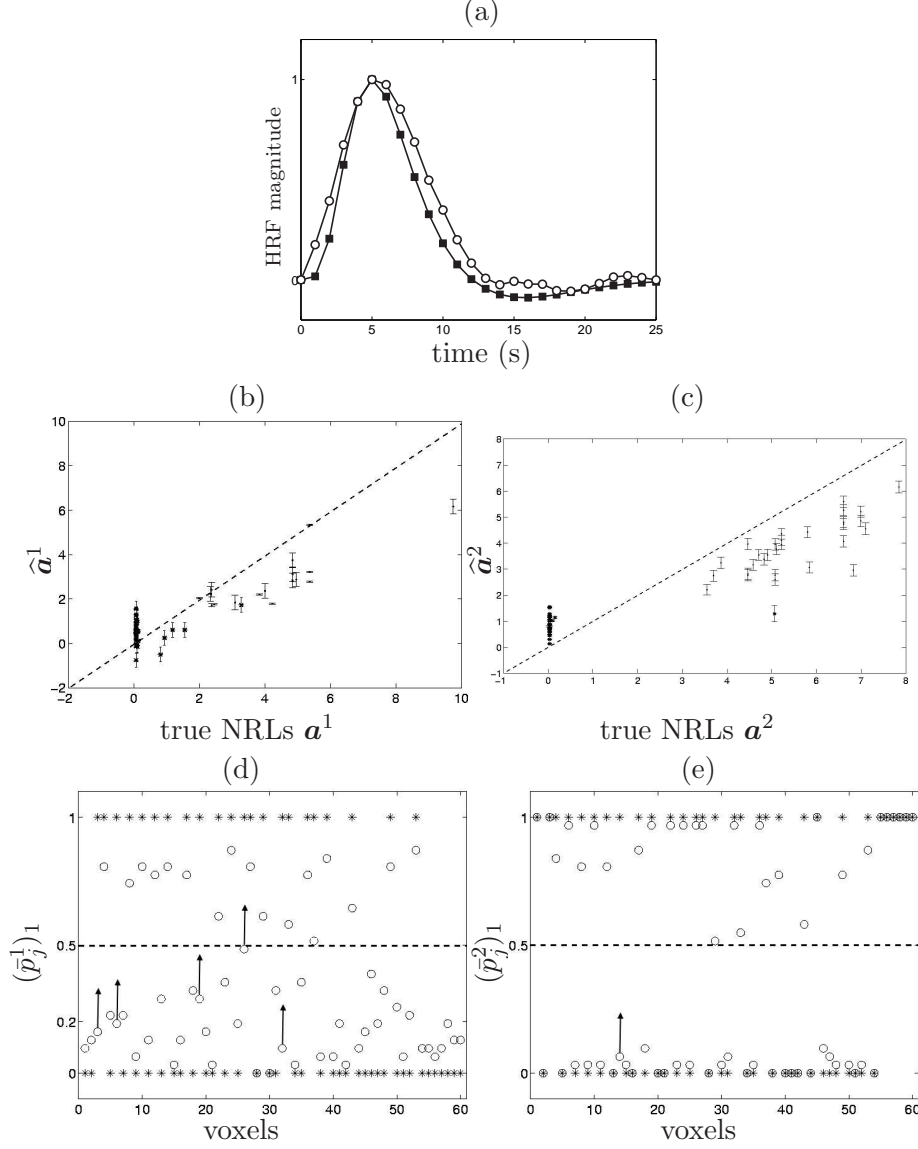 (a)
HRF magnitude
1
0
0 5 10 15 20 25
time (s)
(b)
(c)
10
8
6
4
2
0
−2
−2 0 2 4 6 8 10
â¹
true NRLs a¹
8
7
6
5
4
3
2
1
0
−1
−1 0 1 2 3 4 5 6 7 8
â²
true NRLs a²
(d)
(e)
1
0.5
0.2
0
0 10 20 30 40 50 60
(p̄¹ⱼ)₁
voxels
1
0.5
0.2
0
0 10 20 30 40 50 60
(p̄²ⱼ)₁
voxels